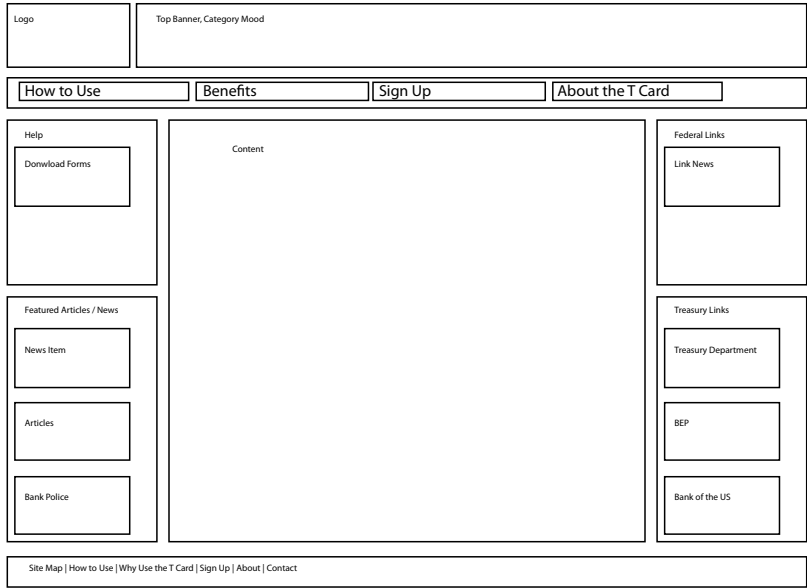 Logo
Top Banner, Category Mood
How to Use
Benefits
Sign Up
About the T Card
Help
Donwload Forms
Content
Federal Links
Link News
Featured Articles / News
News Item
Articles
Bank Police
Treasury Links
Treasury Department
BEP
Bank of the US
Site Map | How to Use | Why Use the T Card | Sign Up | About | Contact